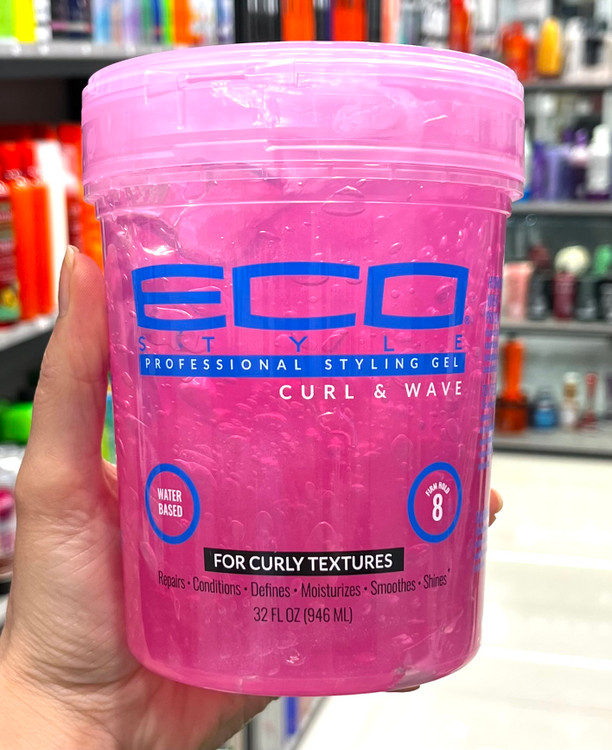 ECO
STYLE
PROFESSIONAL STYLING GEL
CURL & WAVE
WATER
BASED
FIRM HOLD
8
FOR CURLY TEXTURES
Repairs • Conditions • Defines • Moisturizes • Smoothes • Shines*
32 FL OZ (946 ML)